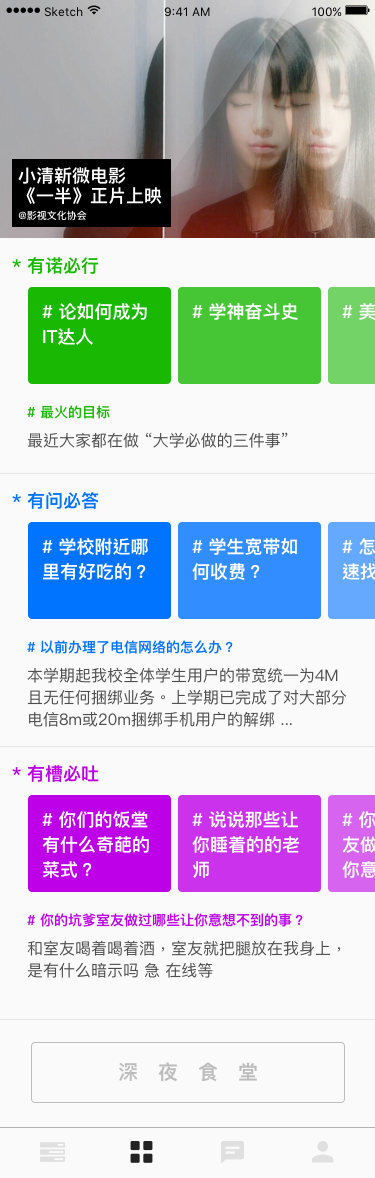 Sketch 9:41 AM 100%
小清新微电影
《一半》正片上映
@影视文化协会
* 有诺必行
# 论如何成为
IT达人
# 学神奋斗史
# 美
# 最火的目标
最近大家都在做“大学必做的三件事”
* 有问必答
# 学校附近哪
里有好吃的？
# 学生宽带如
何收费？
# 怎
速找
# 以前办理了电信网络的怎么办？
本学期起我校全体学生用户的带宽统一为4M
且无任何捆绑业务。上学期已完成了对大部分
电信8m或20m捆绑手机用户的解绑 ...
* 有槽必吐
# 你们的饭堂
有什么奇葩的
菜式？
# 说说那些让
你睡着的的老
师
# 你
友做
你意
# 你的坑爹室友做过哪些让你意想不到的事？
和室友喝着喝着酒，室友就把腿放在我身上，
是有什么暗示吗 急 在线等
深 夜 食 堂